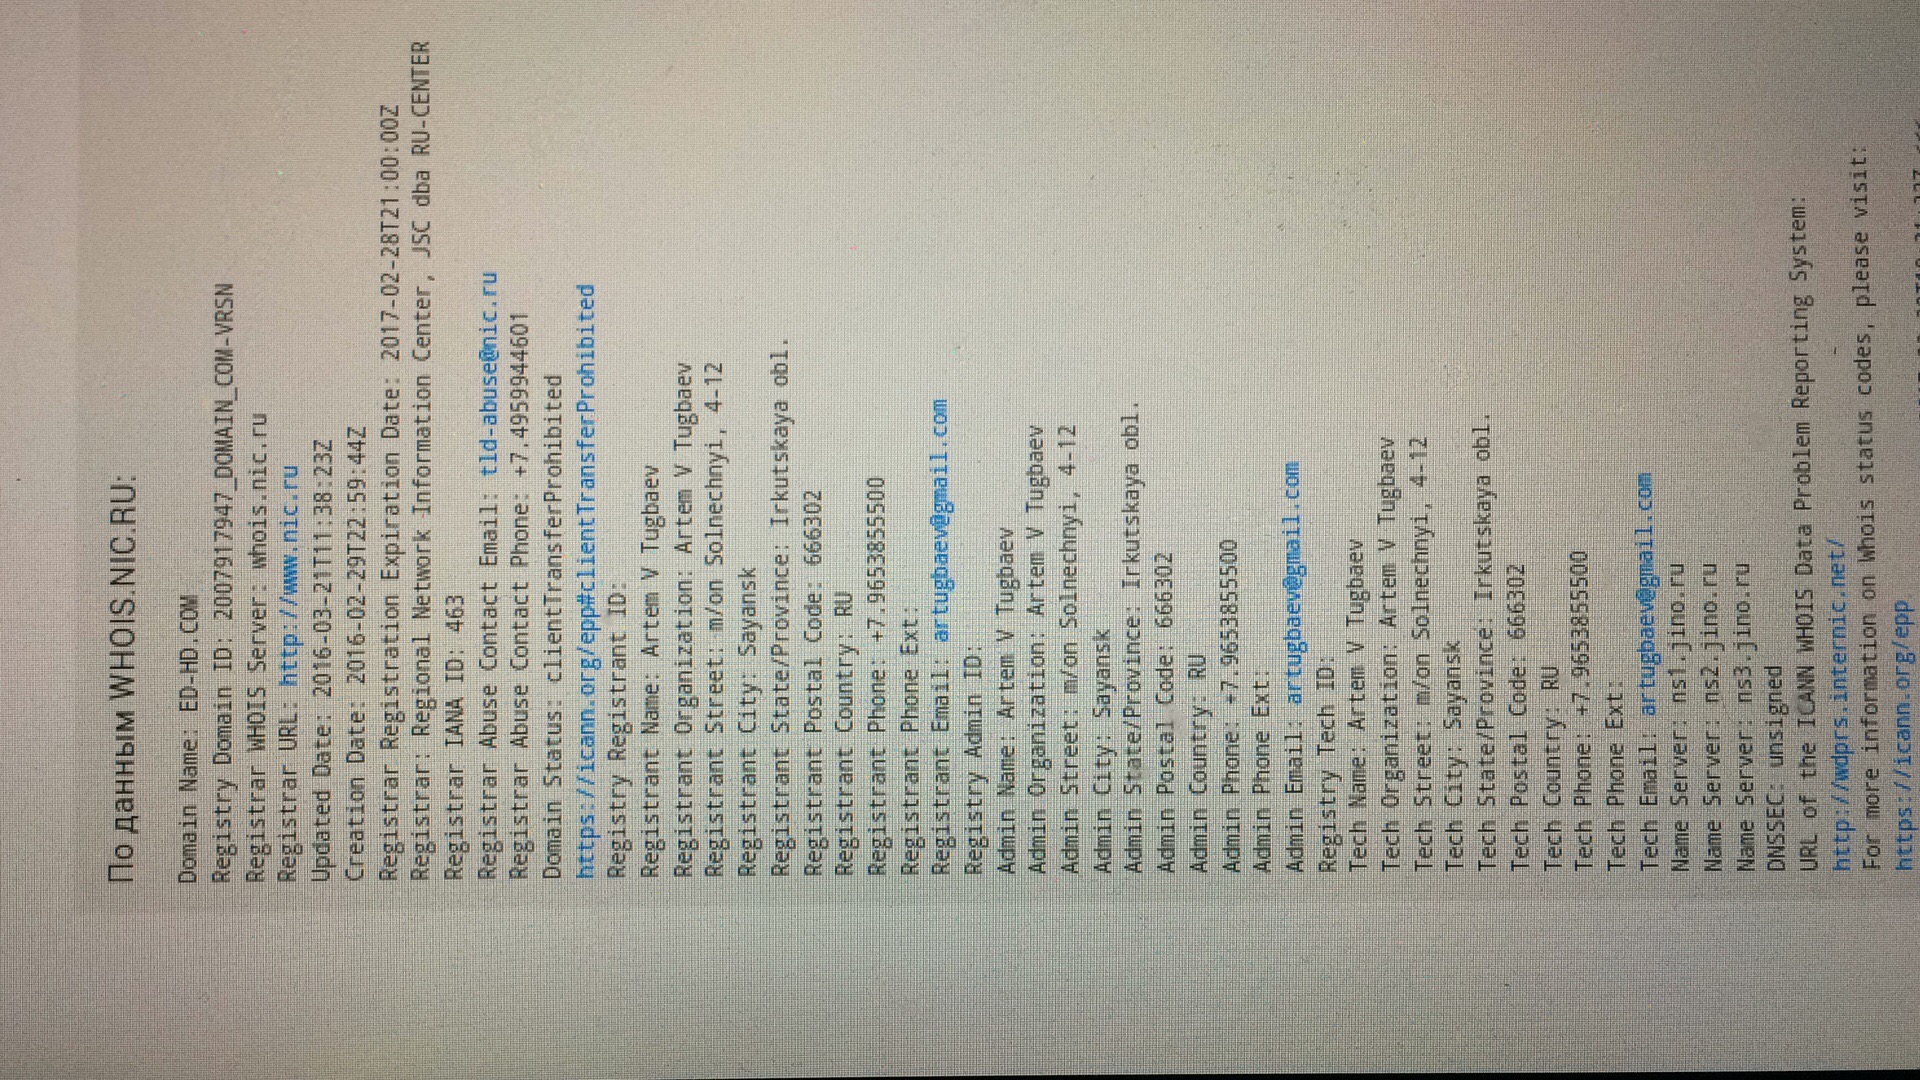 По данным WHOIS.NIC.RU:
Domain Name: ED-HD.COM
Registry Domain ID: 2007917947_DOMAIN_COM-VRSN
Registrar WHOIS Server: whois.nic.ru
Registrar URL: http://www.nic.ru
Updated Date: 2016-03-21T11:38:23Z
Creation Date: 2016-02-29T22:59:44Z
Registrar Registration Expiration Date: 2017-02-28T21:00:00Z
Registrar: Regional Network Information Center, JSC dba RU-CENTER
Registrar IANA ID: 463
Registrar Abuse Contact Email: tld-abuse@nic.ru
Registrar Abuse Contact Phone: +7.4959944601
Domain Status: clientTransferProhibited
https://icann.org/epp#clientTransferProhibited
Registry Registrant ID:
Registrant Name: Artem V Tugbaev
Registrant Organization: Artem V Tugbaev
Registrant Street: m/on Solnechnyi, 4-12
Registrant City: Sayansk
Registrant State/Province: Irkutskaya obl.
Registrant Postal Code: 666302
Registrant Country: RU
Registrant Phone: +7.9653855500
Registrant Phone Ext:
Registrant Email: artugbaev@gmail.com
Registry Admin ID:
Admin Name: Artem V Tugbaev
Admin Organization: Artem V Tugbaev
Admin Street: m/on Solnechnyi, 4-12
Admin City: Sayansk
Admin State/Province: Irkutskaya obl.
Admin Postal Code: 666302
Admin Country: RU
Admin Phone: +7.9653855500
Admin Phone Ext:
Admin Email: artugbaev@gmail.com
Registry Tech ID:
Tech Name: Artem V Tugbaev
Tech Organization: Artem V Tugbaev
Tech Street: m/on Solnechnyi, 4-12
Tech City: Sayansk
Tech State/Province: Irkutskaya obl.
Tech Postal Code: 666302
Tech Country: RU
Tech Phone: +7.9653855500
Tech Phone Ext:
Tech Email: artugbaev@gmail.com
Name Server: ns1.jino.ru
Name Server: ns2.jino.ru
Name Server: ns3.jino.ru
DNSSEC: unsigned
URL of the ICANN WHOIS Data Problem Reporting System:
http://wdprs.internic.net/
For more information on Whois status codes, please visit:
https://icann.org/epp